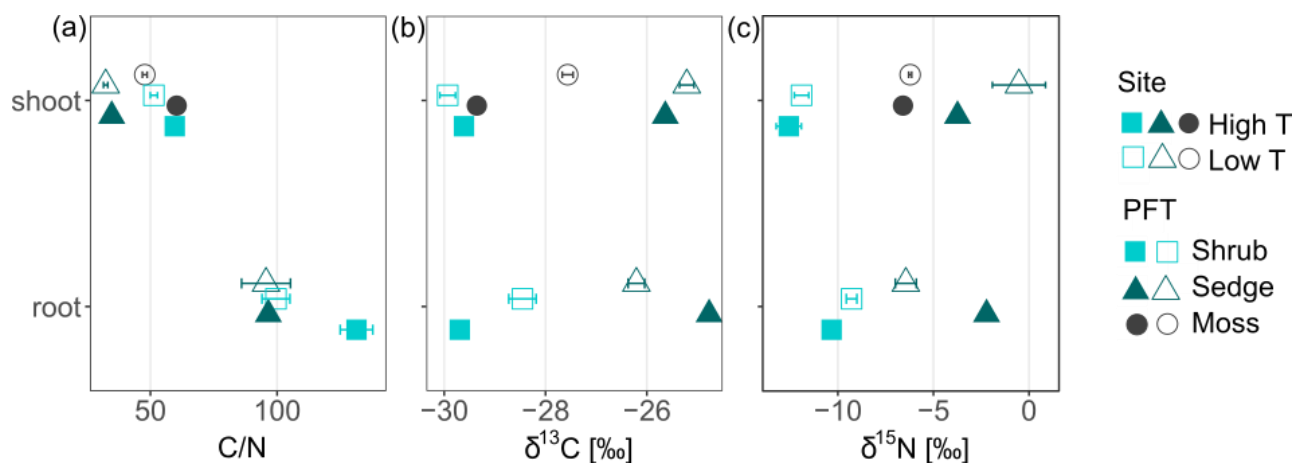 (a)
(b)
(c)
shoot
root
50 100
−30 −28 −26
−10 −5 0
C/N
δ¹³C [‰]
δ¹⁵N [‰]
Site
High T
Low T
PFT
Shrub
Sedge
Moss